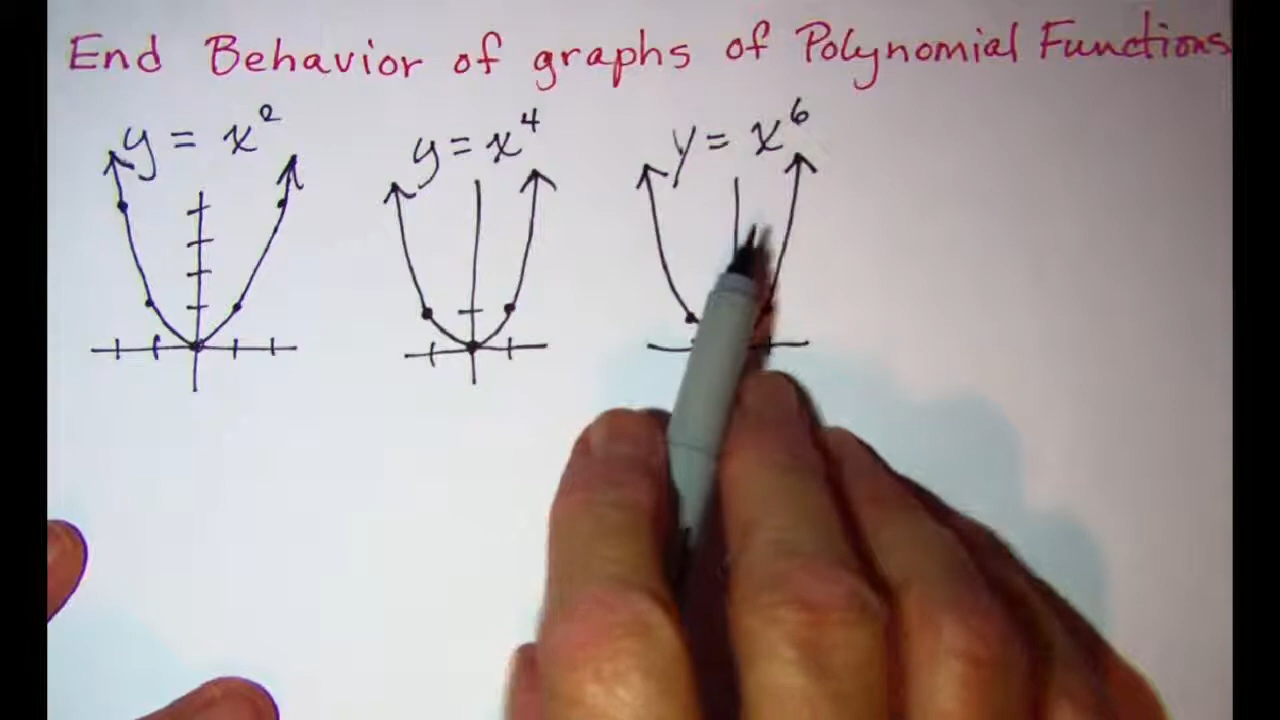 End Behavior of graphs of Polynomial Functions
y = x² y = x⁴ y = x⁶